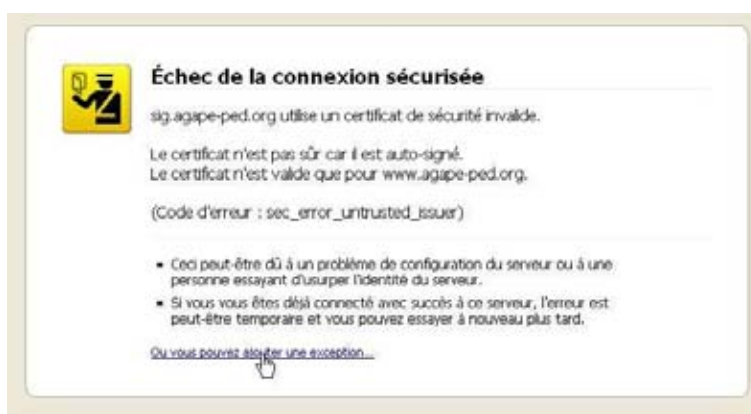 Échec de la connexion sécurisée
sig.agape-ped.org utilise un certificat de sécurité invalide.
Le certificat n'est pas sûr car il est auto-signé.
Le certificat n'est valide que pour www.agape-ped.org.
(Code d'erreur : sec_error_untrusted_issuer)
▪ Ceci peut-être dû à un problème de configuration du serveur ou à une
personne essayant d'usurper l'identité du serveur.
▪ Si vous vous êtes déjà connecté avec succès à ce serveur, l'erreur est
peut-être temporaire et vous pouvez essayer à nouveau plus tard.
Ou vous pouvez ajouter une exception...